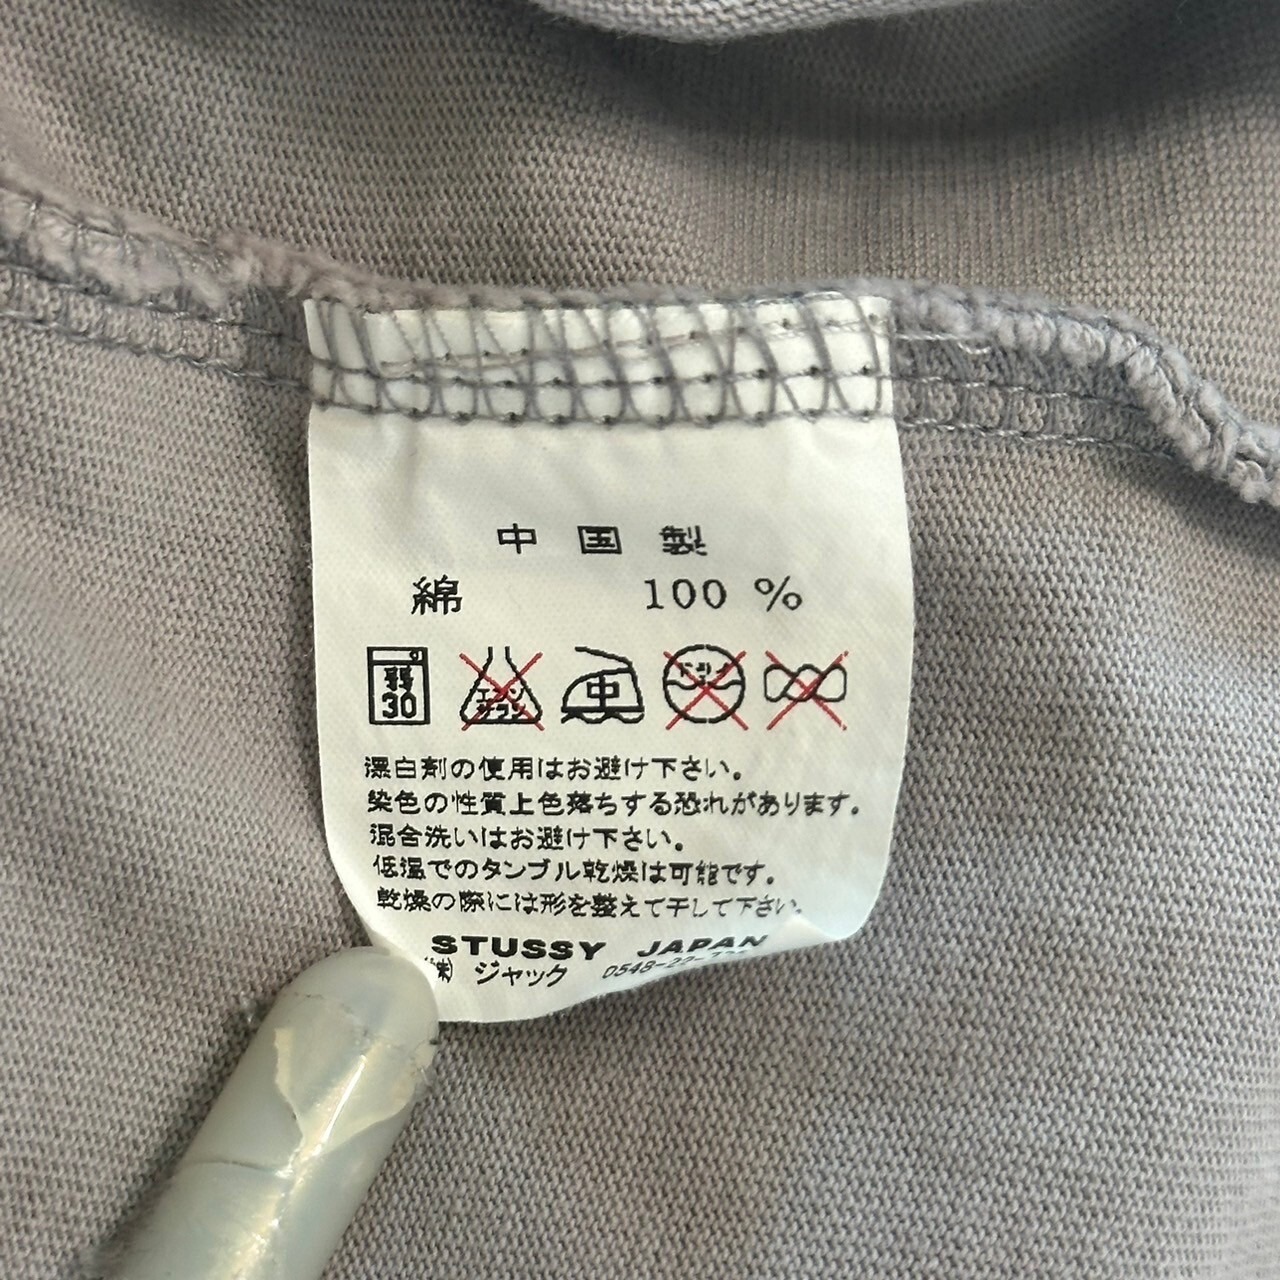 中国製
綿 100 %
弱 30 エンソ サラシ 中 ドライ
漂白剤の使用はお避け下さい。
染色の性質上色落ちする恐れがあります。
混合洗いはお避け下さい。
低温でのタンブル乾燥は可能です。
乾燥の際には形を整えて干して下さい。
STUSSY JAPAN
㈱ ジャック 0548-22-